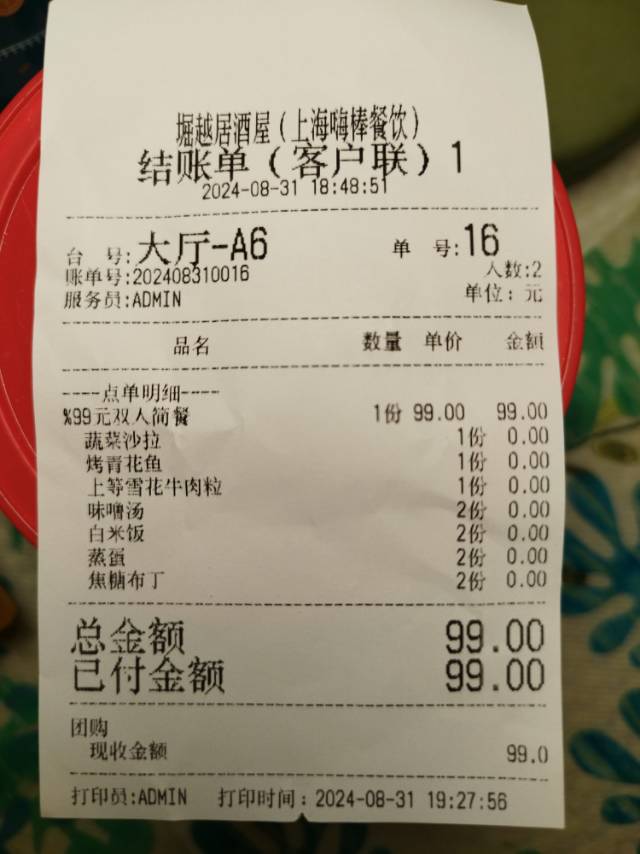 堀越居酒屋(上海嗨棒餐饮)
结账单(客户联)1
2024-08-31 18:48:51
台 号:大厅-A6 单 号:16
账单号:202408310016 人数:2
服务员:ADMIN 单位: 元
品名 数量 单价 金额
----点单明细----
%99元双人简餐 1份 99.00 99.00
蔬菜沙拉 1份 0.00
烤青花鱼 1份 0.00
上等雪花牛肉粒 1份 0.00
味噌汤 2份 0.00
白米饭 2份 0.00
蒸蛋 2份 0.00
焦糖布丁 2份 0.00
总金额 99.00
已付金额 99.00
团购
现收金额 99.0
打印员:ADMIN 打印时间: 2024-08-31 19:27:56